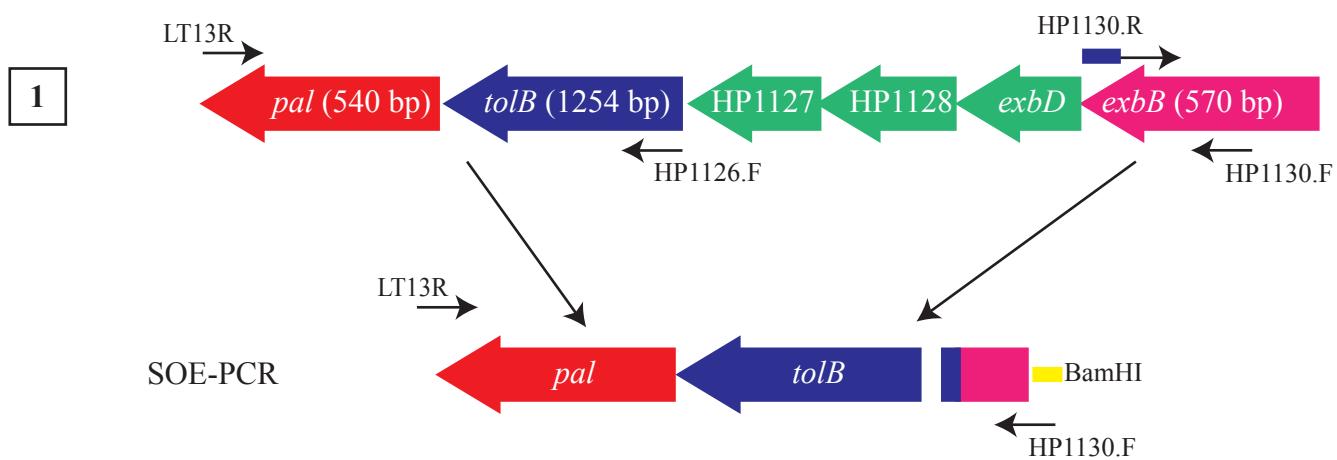 LT13R
HP1130.R
1
pal (540 bp)
tolB (1254 bp)
HP1127
HP1128
exbD
exbB (570 bp)
HP1126.F
HP1130.F
LT13R
SOE-PCR
pal
tolB
BamHI
HP1130.F